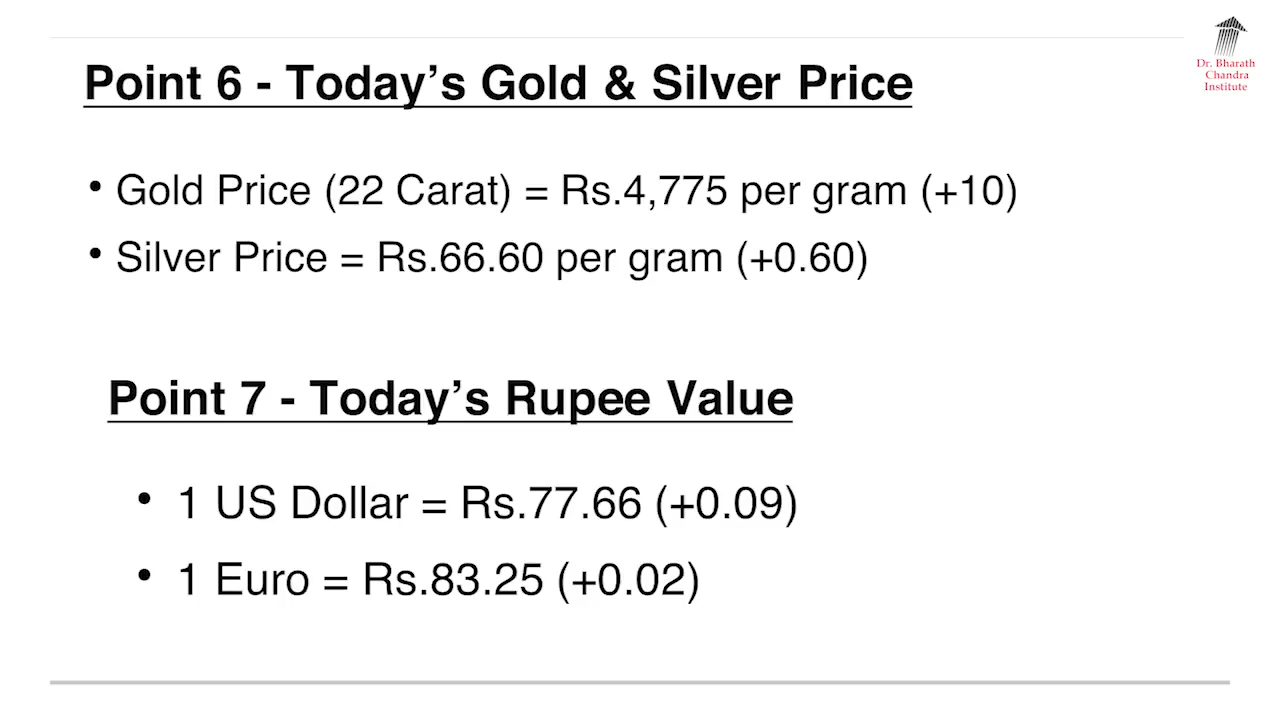 Dr. Bharath
Chandra
Institute
Point 6 - Today’s Gold & Silver Price
• Gold Price (22 Carat) = Rs.4,775 per gram (+10)
• Silver Price = Rs.66.60 per gram (+0.60)
Point 7 - Today’s Rupee Value
• 1 US Dollar = Rs.77.66 (+0.09)
• 1 Euro = Rs.83.25 (+0.02)